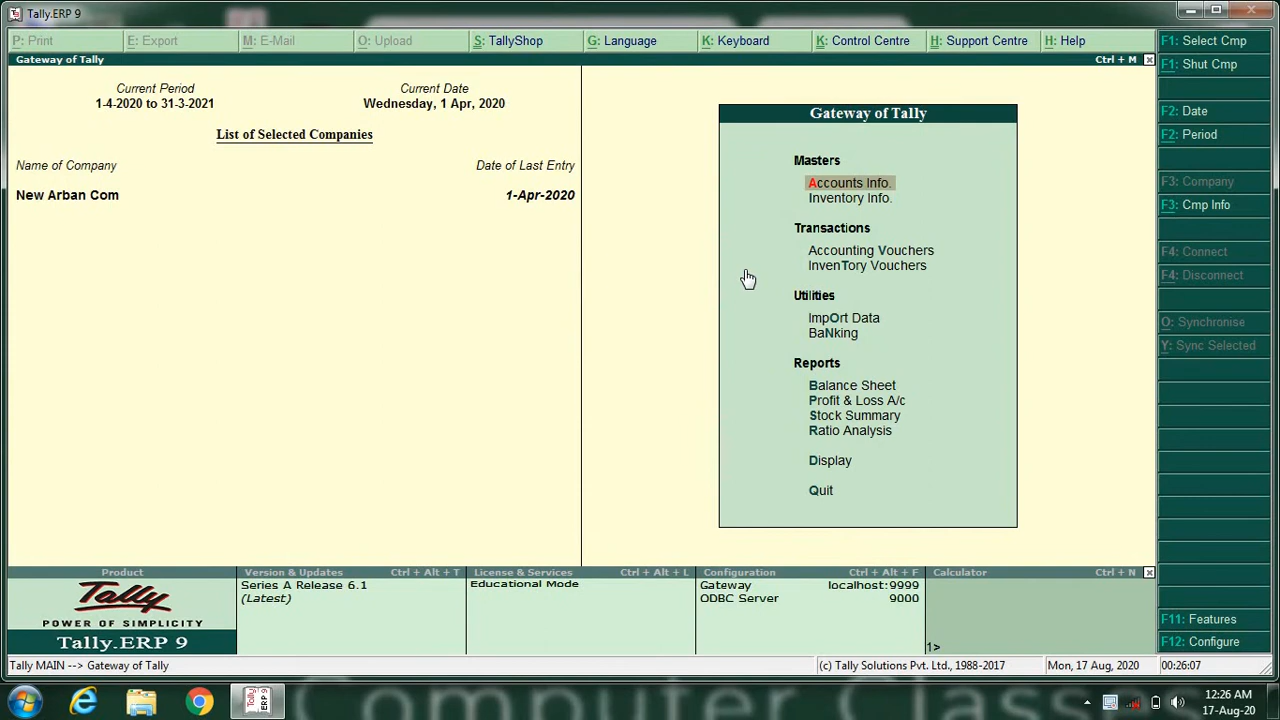 Tally.ERP 9
P: Print
E: Export
M: E-Mail
O: Upload
S: TallyShop
G: Language
K: Keyboard
K: Control Centre
H: Support Centre
H: Help
F1: Select Cmp
Gateway of Tally
Ctrl + M
F1: Shut Cmp
Current Period
1-4-2020 to 31-3-2021
Current Date
Wednesday, 1 Apr, 2020
List of Selected Companies
Name of Company
Date of Last Entry
New Arban Com
1-Apr-2020
Gateway of Tally
Masters
Accounts Info.
Inventory Info.
Transactions
Accounting Vouchers
InvenTory Vouchers
Utilities
ImpOrt Data
BaNking
Reports
Balance Sheet
Profit & Loss A/c
Stock Summary
Ratio Analysis
Display
Quit
F2: Date
F2: Period
F3: Company
F3: Cmp Info
F4: Connect
F4: Disconnect
O: Synchronise
Y: Sync Selected
F11: Features
F12: Configure
Product
Tally
POWER OF SIMPLICITY
Tally.ERP 9
Version & Updates
Ctrl + Alt + T
Series A Release 6.1
(Latest)
License & Services
Ctrl + Alt + L
Educational Mode
Configuration
Ctrl + Alt + F
Gateway
localhost:9999
ODBC Server
9000
Calculator
Ctrl + N
1>
Tally MAIN --> Gateway of Tally
(c) Tally Solutions Pvt. Ltd., 1988-2017
Mon, 17 Aug, 2020
00:26:07
12:26 AM
17-Aug-20